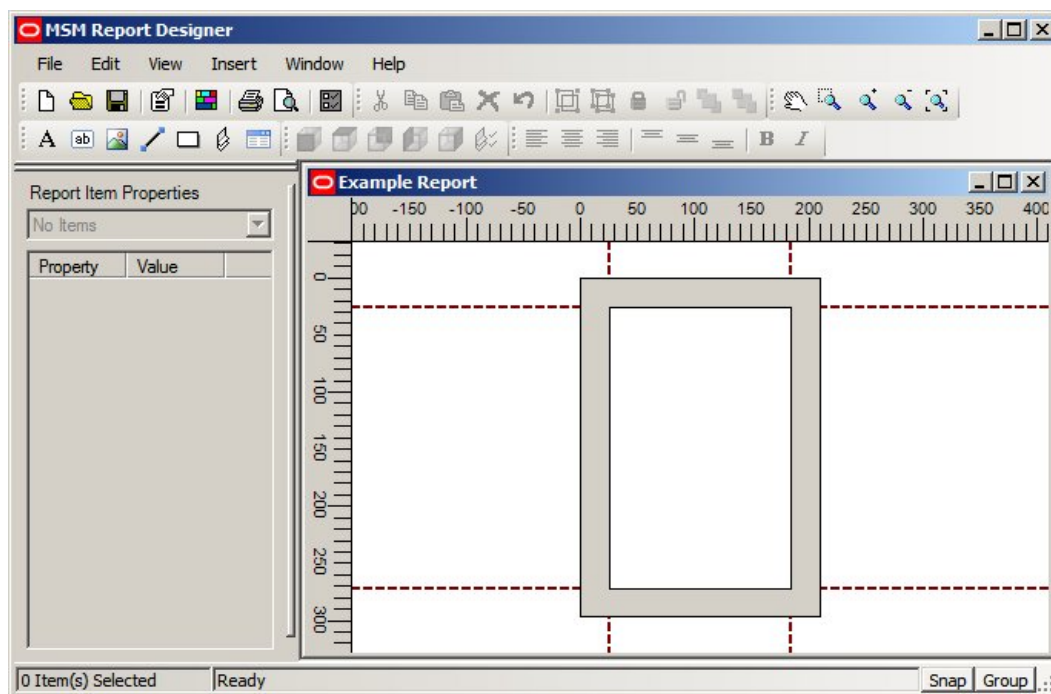 MSM Report Designer
File Edit View Insert Window Help
A ab B I
Report Item Properties
No Items
Property Value
Example Report
00 -150 -100 -50 0 50 100 150 200 250 300 350 400
0
50
100
150
200
250
300
0 Item(s) Selected Ready Snap Group